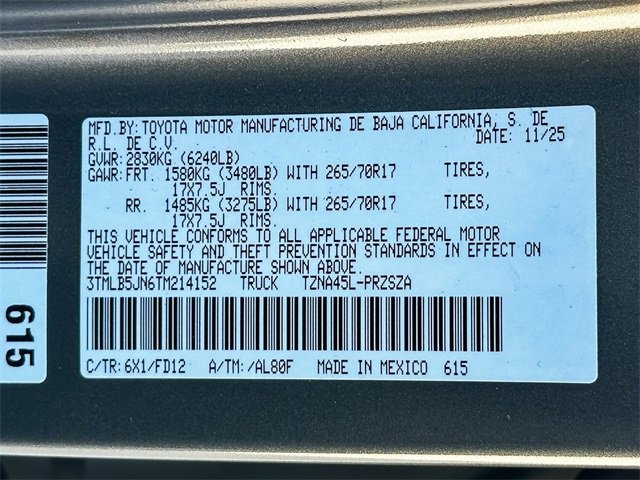 MFD.BY:TOYOTA MOTOR MANUFACTURING DE BAJA CALIFORNIA, S. DE
R.L. DE C.V. DATE: 11/25
GVWR:2830KG (6240LB)
GAWR:FRT. 1580KG (3480LB) WITH 265/70R17 TIRES,
17X7.5J RIMS.
RR. 1485KG (3275LB) WITH 265/70R17 TIRES,
17X7.5J RIMS.
THIS VEHICLE CONFORMS TO ALL APPLICABLE FEDERAL MOTOR
VEHICLE SAFETY AND THEFT PREVENTION STANDARDS IN EFFECT ON
THE DATE OF MANUFACTURE SHOWN ABOVE.
3TMLB5JN6TM214152 TRUCK TZNA45L-PRZSZA
C/TR:6X1/FD12 A/TM:/AL80F MADE IN MEXICO 615
615